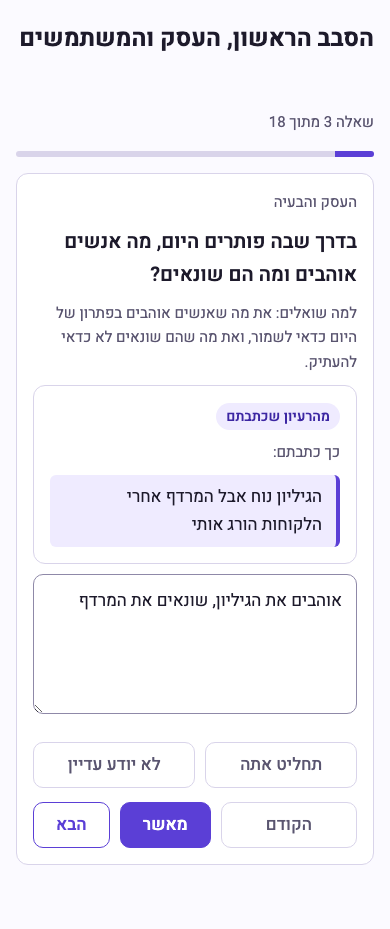 הסבב הראשון, העסק והמשתמשים
שאלה 3 מתוך 18
העסק והבעיה
בדרך שבה פותרים היום, מה אנשים
אוהבים ומה הם שונאים?
למה שואלים: את מה שאנשים אוהבים בפתרון של
היום כדאי לשמור, ואת מה שהם שונאים לא כדאי
להעתיק.
מהרעיון שכתבתם
כך כתבתם:
הגיליון נוח אבל המרדף אחרי
הלקוחות הורג אותי
אוהבים את הגיליון, שונאים את המרדף
תחליט אתה
לא יודע עדיין
הקודם
מאשר
הבא